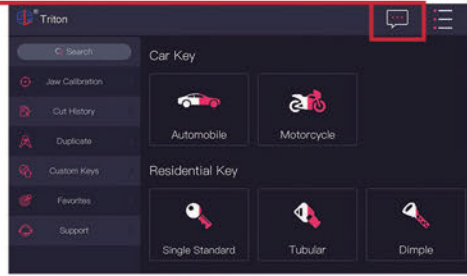 Triton
Search
Jaw Calibration
Cut History
Duplicate
Custom Keys
Favorites
Support
Car Key
Automobile
Motorcycle
Residential Key
Single Standard
Tubular
Dimple